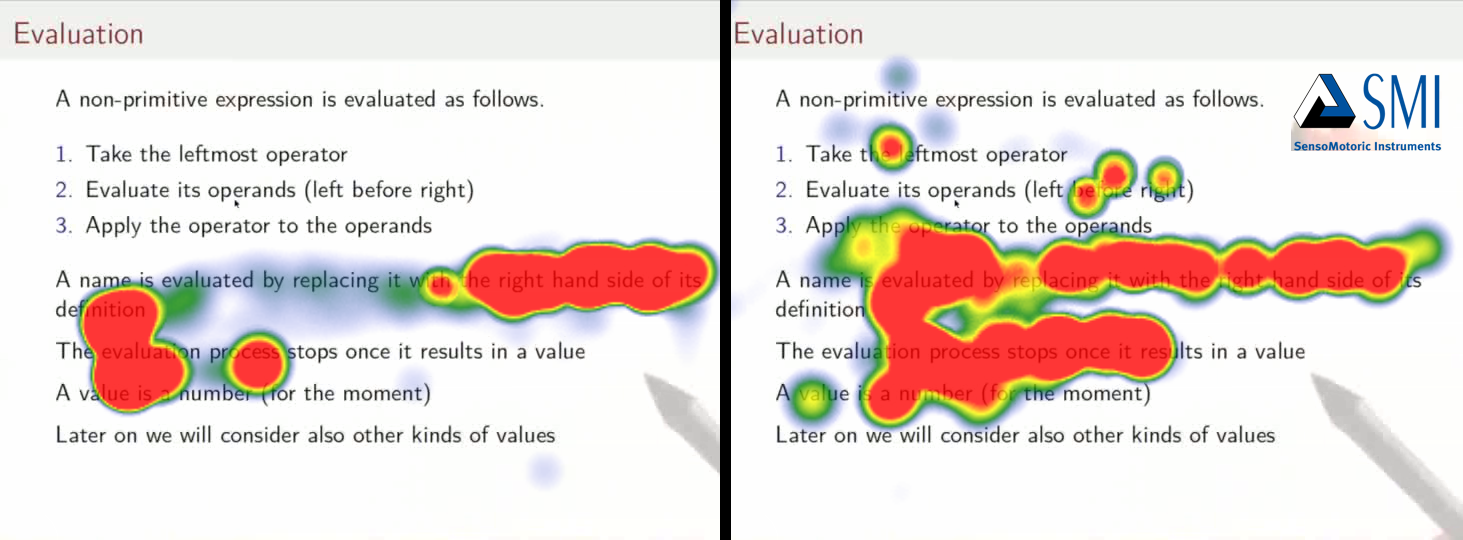 Evaluation
A non-primitive expression is evaluated as follows.
1. Take the leftmost operator
2. Evaluate its operands (left before right)
3. Apply the operator to the operands
A name is evaluated by replacing it with the right hand side of its
definition
The evaluation process stops once it results in a value
A value is a number (for the moment)
Later on we will consider also other kinds of values
Evaluation
A non-primitive expression is evaluated as follows.
1. Take the leftmost operator
2. Evaluate its operands (left before right)
3. Apply the operator to the operands
A name is evaluated by replacing it with the right hand side of its
definition
The evaluation process stops once it results in a value
A value is a number (for the moment)
Later on we will consider also other kinds of values
SMI
SensoMotoric Instruments